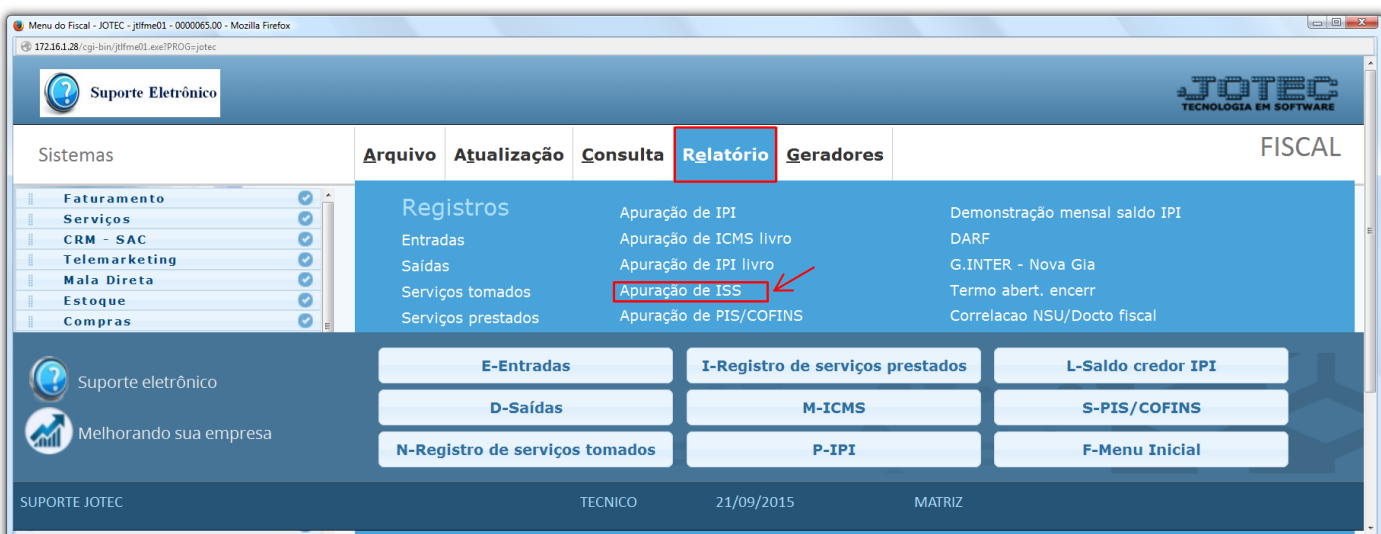 Menu do Fiscal - JOTEC - jtlfme01 - 0000065.00 - Mozilla Firefox
172.16.1.28/cgi-bin/jtlfme01.exe?PROG=jotec
Suporte Eletrônico
JOTEC
TECNOLOGIA EM SOFTWARE
Sistemas
Arquivo Atualização Consulta Relatório Geradores
FISCAL
Faturamento
Serviços
CRM - SAC
Telemarketing
Mala Direta
Estoque
Compras
Registros
Entradas
Saídas
Serviços tomados
Serviços prestados
Apuração de IPI
Apuração de ICMS livro
Apuração de IPI livro
Apuração de ISS
Apuração de PIS/COFINS
Demonstração mensal saldo IPI
DARF
G.INTER - Nova Gia
Termo abert. encerr
Correlacao NSU/Docto fiscal
Suporte eletrônico
Melhorando sua empresa
E-Entradas I-Registro de serviços prestados L-Saldo credor IPI
D-Saídas M-ICMS S-PIS/COFINS
N-Registro de serviços tomados P-IPI F-Menu Inicial
SUPORTE JOTEC TECNICO 21/09/2015 MATRIZ